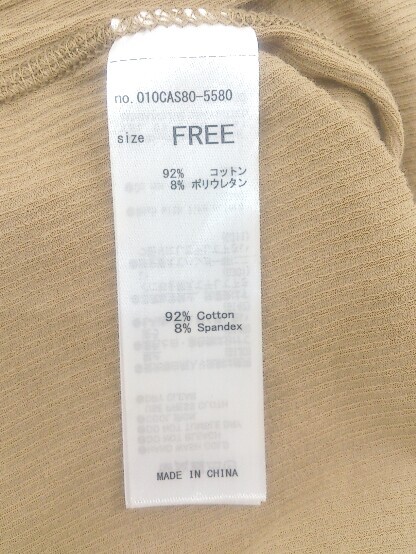 no. 010CAS80-5580
size FREE
92% コットン
8% ポリウレタン
92% Cotton
8% Spandex
MADE IN CHINA